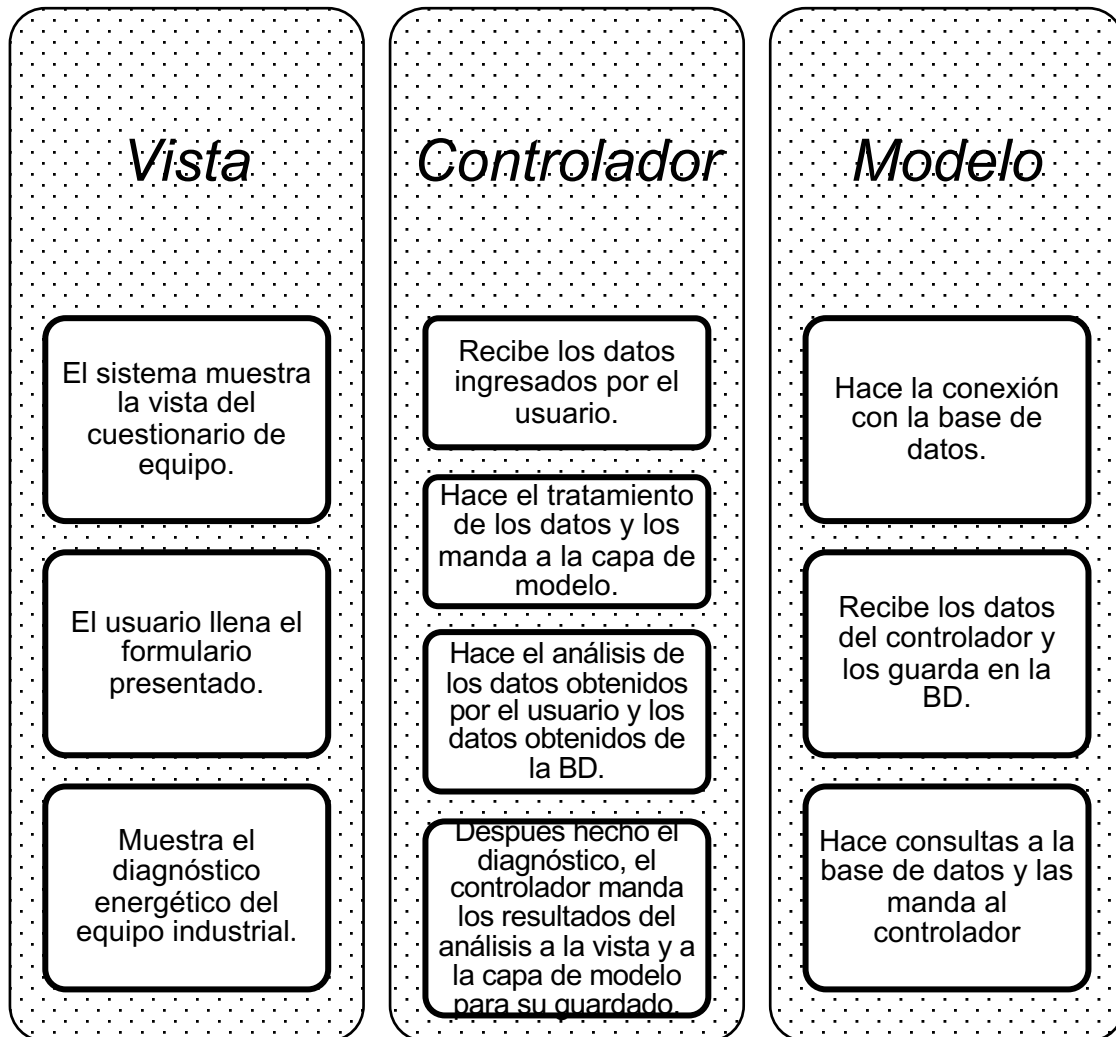 Vista
El sistema muestra
la vista del
cuestionario de
equipo.
El usuario llena el
formulario
presentado.
Muestra el
diagnóstico
energético del
equipo industrial.
Controlador
Recibe los datos
ingresados por el
usuario.
Hace el tratamiento
de los datos y los
manda a la capa de
modelo.
Hace el análisis de
los datos obtenidos
por el usuario y los
datos obtenidos de
la BD.
Después hecho el
diagnóstico, el
controlador manda
los resultados del
análisis a la vista y a
la capa de modelo
para su guardado.
Modelo
Hace la conexión
con la base de
datos.
Recibe los datos
del controlador y
los guarda en la
BD.
Hace consultas a la
base de datos y las
manda al
controlador